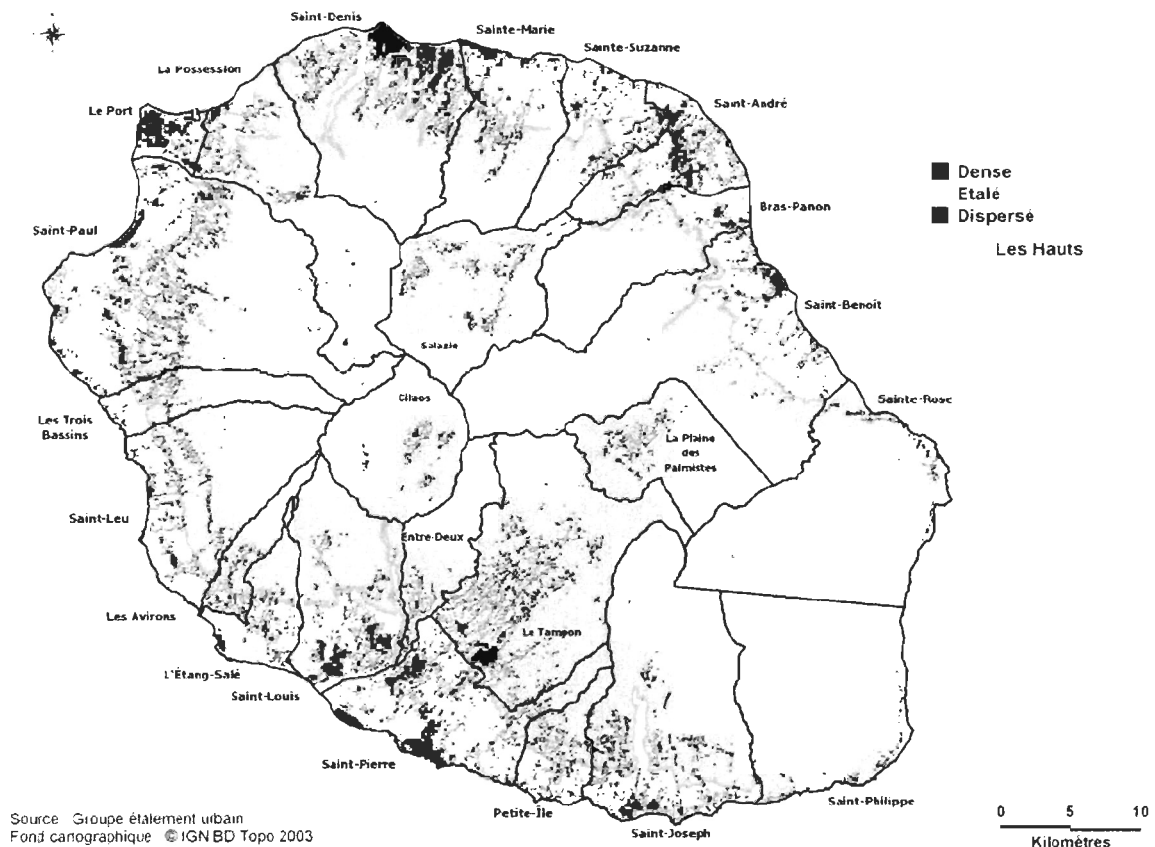 Saint-Denis
Sainte-Marie
Sainte-Suzanne
La Possession
Le Port
Saint-André
Dense
Etalé
Dispersé
Les Hauts
Bras-Panon
Saint-Paul
Saint-Benoit
Salazie
Cilaos
Sainte-Rose
Les Trois
Bassins
La Plaine
des
Palmistes
Saint-Leu
Entre-Deux
Les Avirons
Le Tampon
L'Étang-Salé
Saint-Louis
Saint-Pierre
Petite-Île
Saint-Joseph
Saint-Philippe
Source Groupe étalement urbain
Fond cartographique © IGN BD Topo 2003
0 5 10
Kilomètres